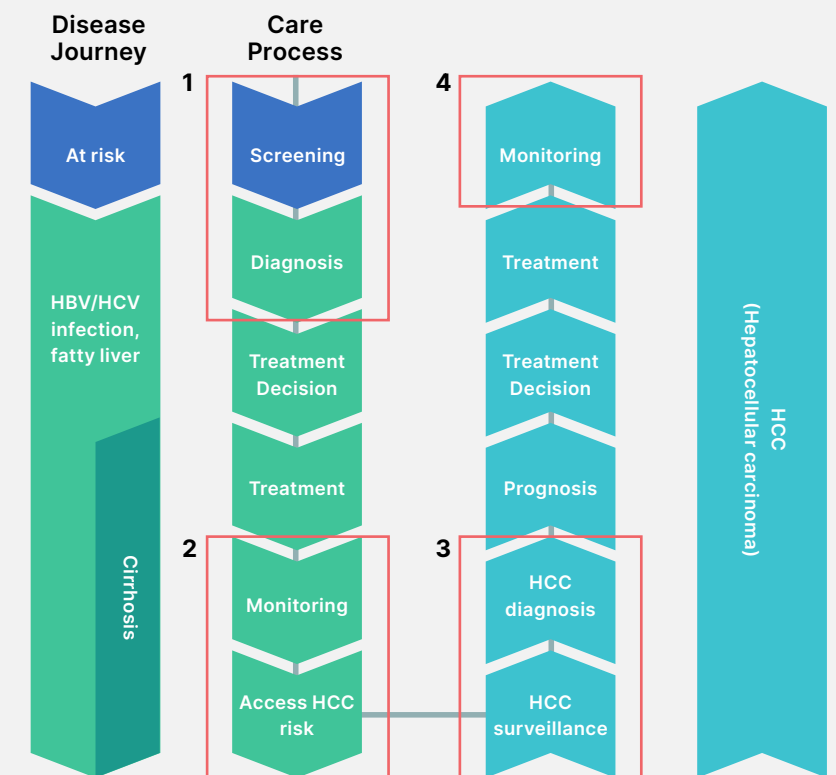 Disease
Journey
Care
Process
1
4
At risk
Screening
Monitoring
Diagnosis
Treatment
HBV/HCV
infection,
fatty liver
Treatment
Decision
Treatment
Decision
HCC
(Hepatocellular carcinoma)
Treatment
Prognosis
2
3
Cirrhosis
Monitoring
HCC
diagnosis
Access HCC
risk
HCC
surveillance